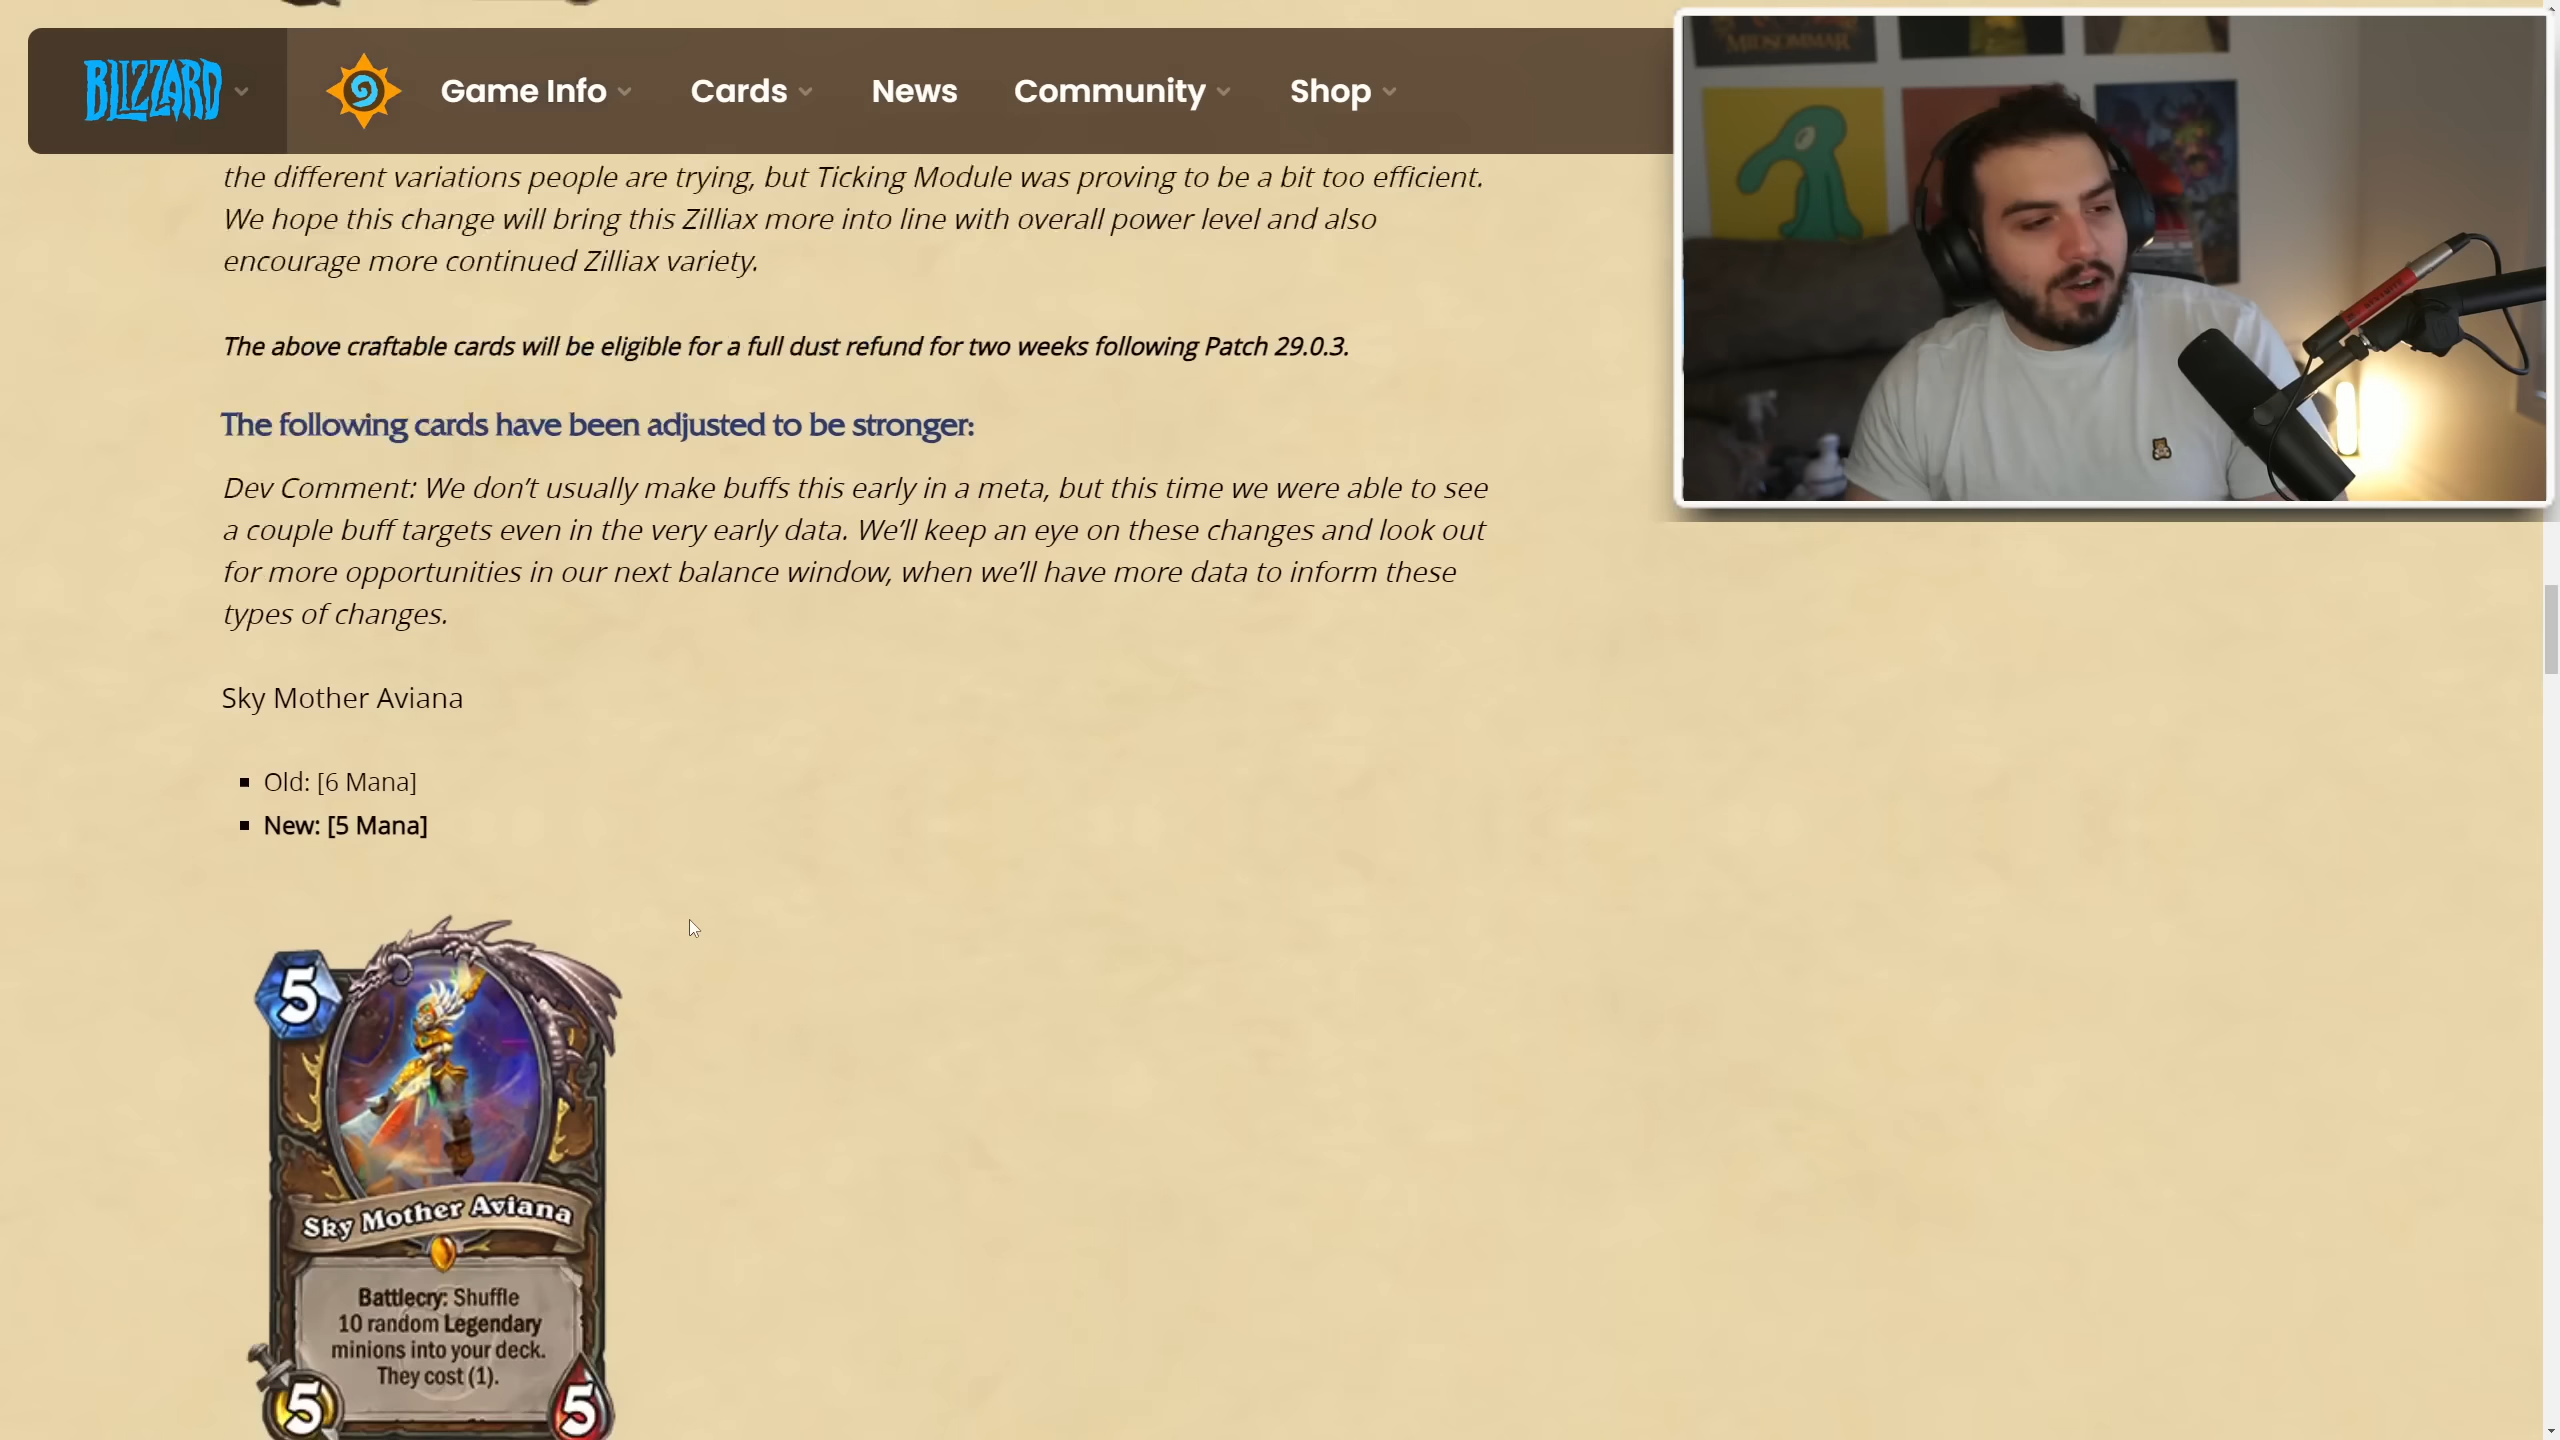 BLIZZARD
Game Info
Cards
News
Community
Shop
MIDSOMMAR
the different variations people are trying, but Ticking Module was proving to be a bit too efficient.
We hope this change will bring this Zilliax more into line with overall power level and also
encourage more continued Zilliax variety.
The above craftable cards will be eligible for a full dust refund for two weeks following Patch 29.0.3.
The following cards have been adjusted to be stronger:
Dev Comment: We don’t usually make buffs this early in a meta, but this time we were able to see
a couple buff targets even in the very early data. We’ll keep an eye on these changes and look out
for more opportunities in our next balance window, when we’ll have more data to inform these
types of changes.
Sky Mother Aviana
Old: [6 Mana]
New: [5 Mana]
5
Sky Mother Aviana
Battlecry: Shuffle
10 random Legendary
minions into your deck.
They cost (1).
5
5